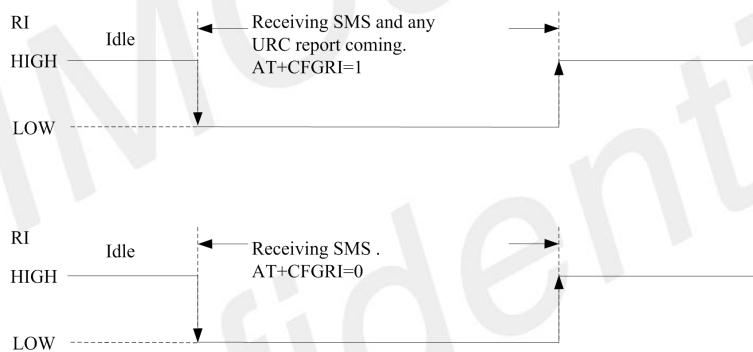 RI
Idle
Receiving SMS and any
URC report coming.
AT+CFGRI=1
HIGH
LOW
RI
Idle
Receiving SMS .
AT+CFGRI=0
HIGH
LOW